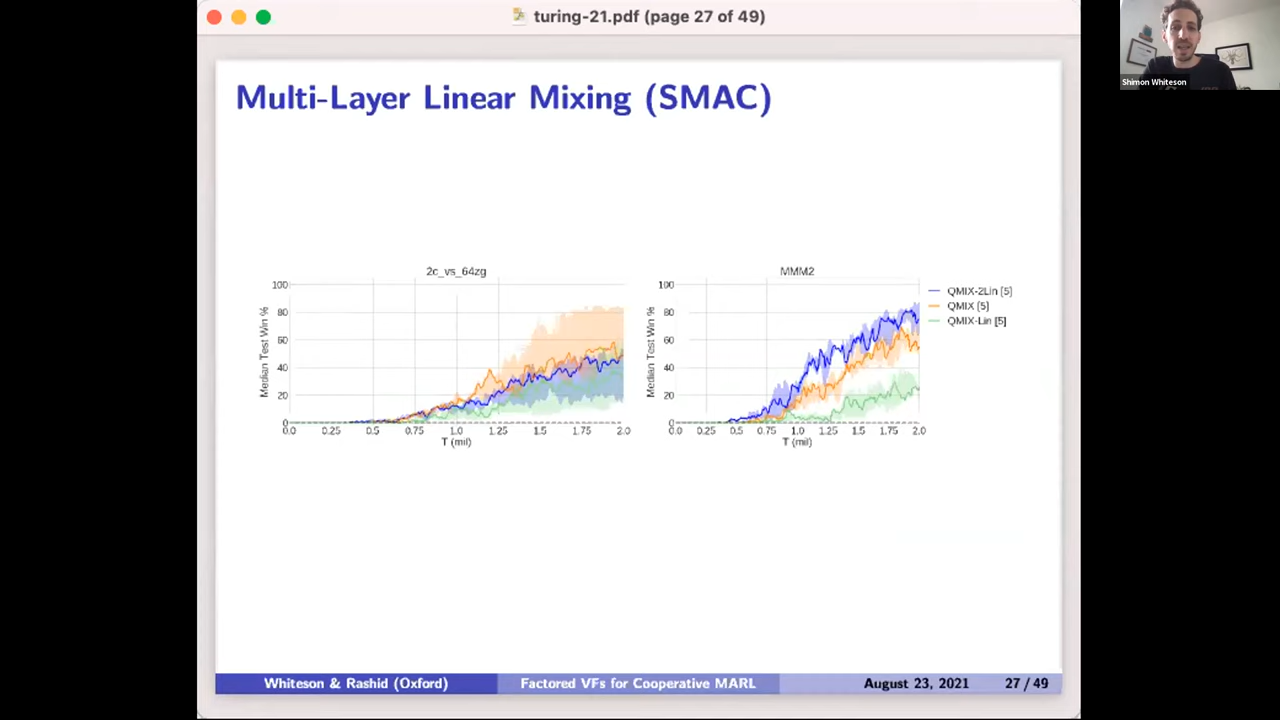 turing-21.pdf (page 27 of 49)
Shimon Whiteson
Multi-Layer Linear Mixing (SMAC)
2c_vs_64zg
Median Test Win %
100
80
60
40
20
0
0.0 0.25 0.5 0.75 1.0 1.25 1.5 1.75 2.0
T (mil)
MMM2
Median Test Win %
100
80
60
40
20
0
0.0 0.25 0.5 0.75 1.0 1.25 1.5 1.75 2.0
T (mil)
QMIX-2Lin [5]
QMIX [5]
QMIX-Lin [5]
Whiteson & Rashid (Oxford) Factored VFs for Cooperative MARL August 23, 2021 27 / 49